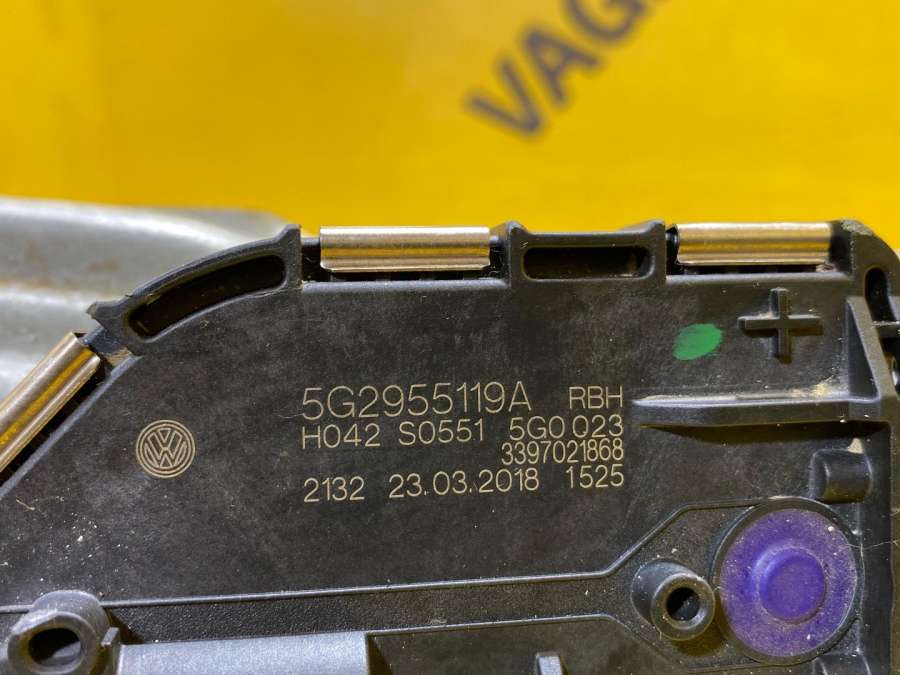 VAG
5G2955119A RBH
H042 S0551 5G0 023
3397021868
2132 23.03.2018 1525